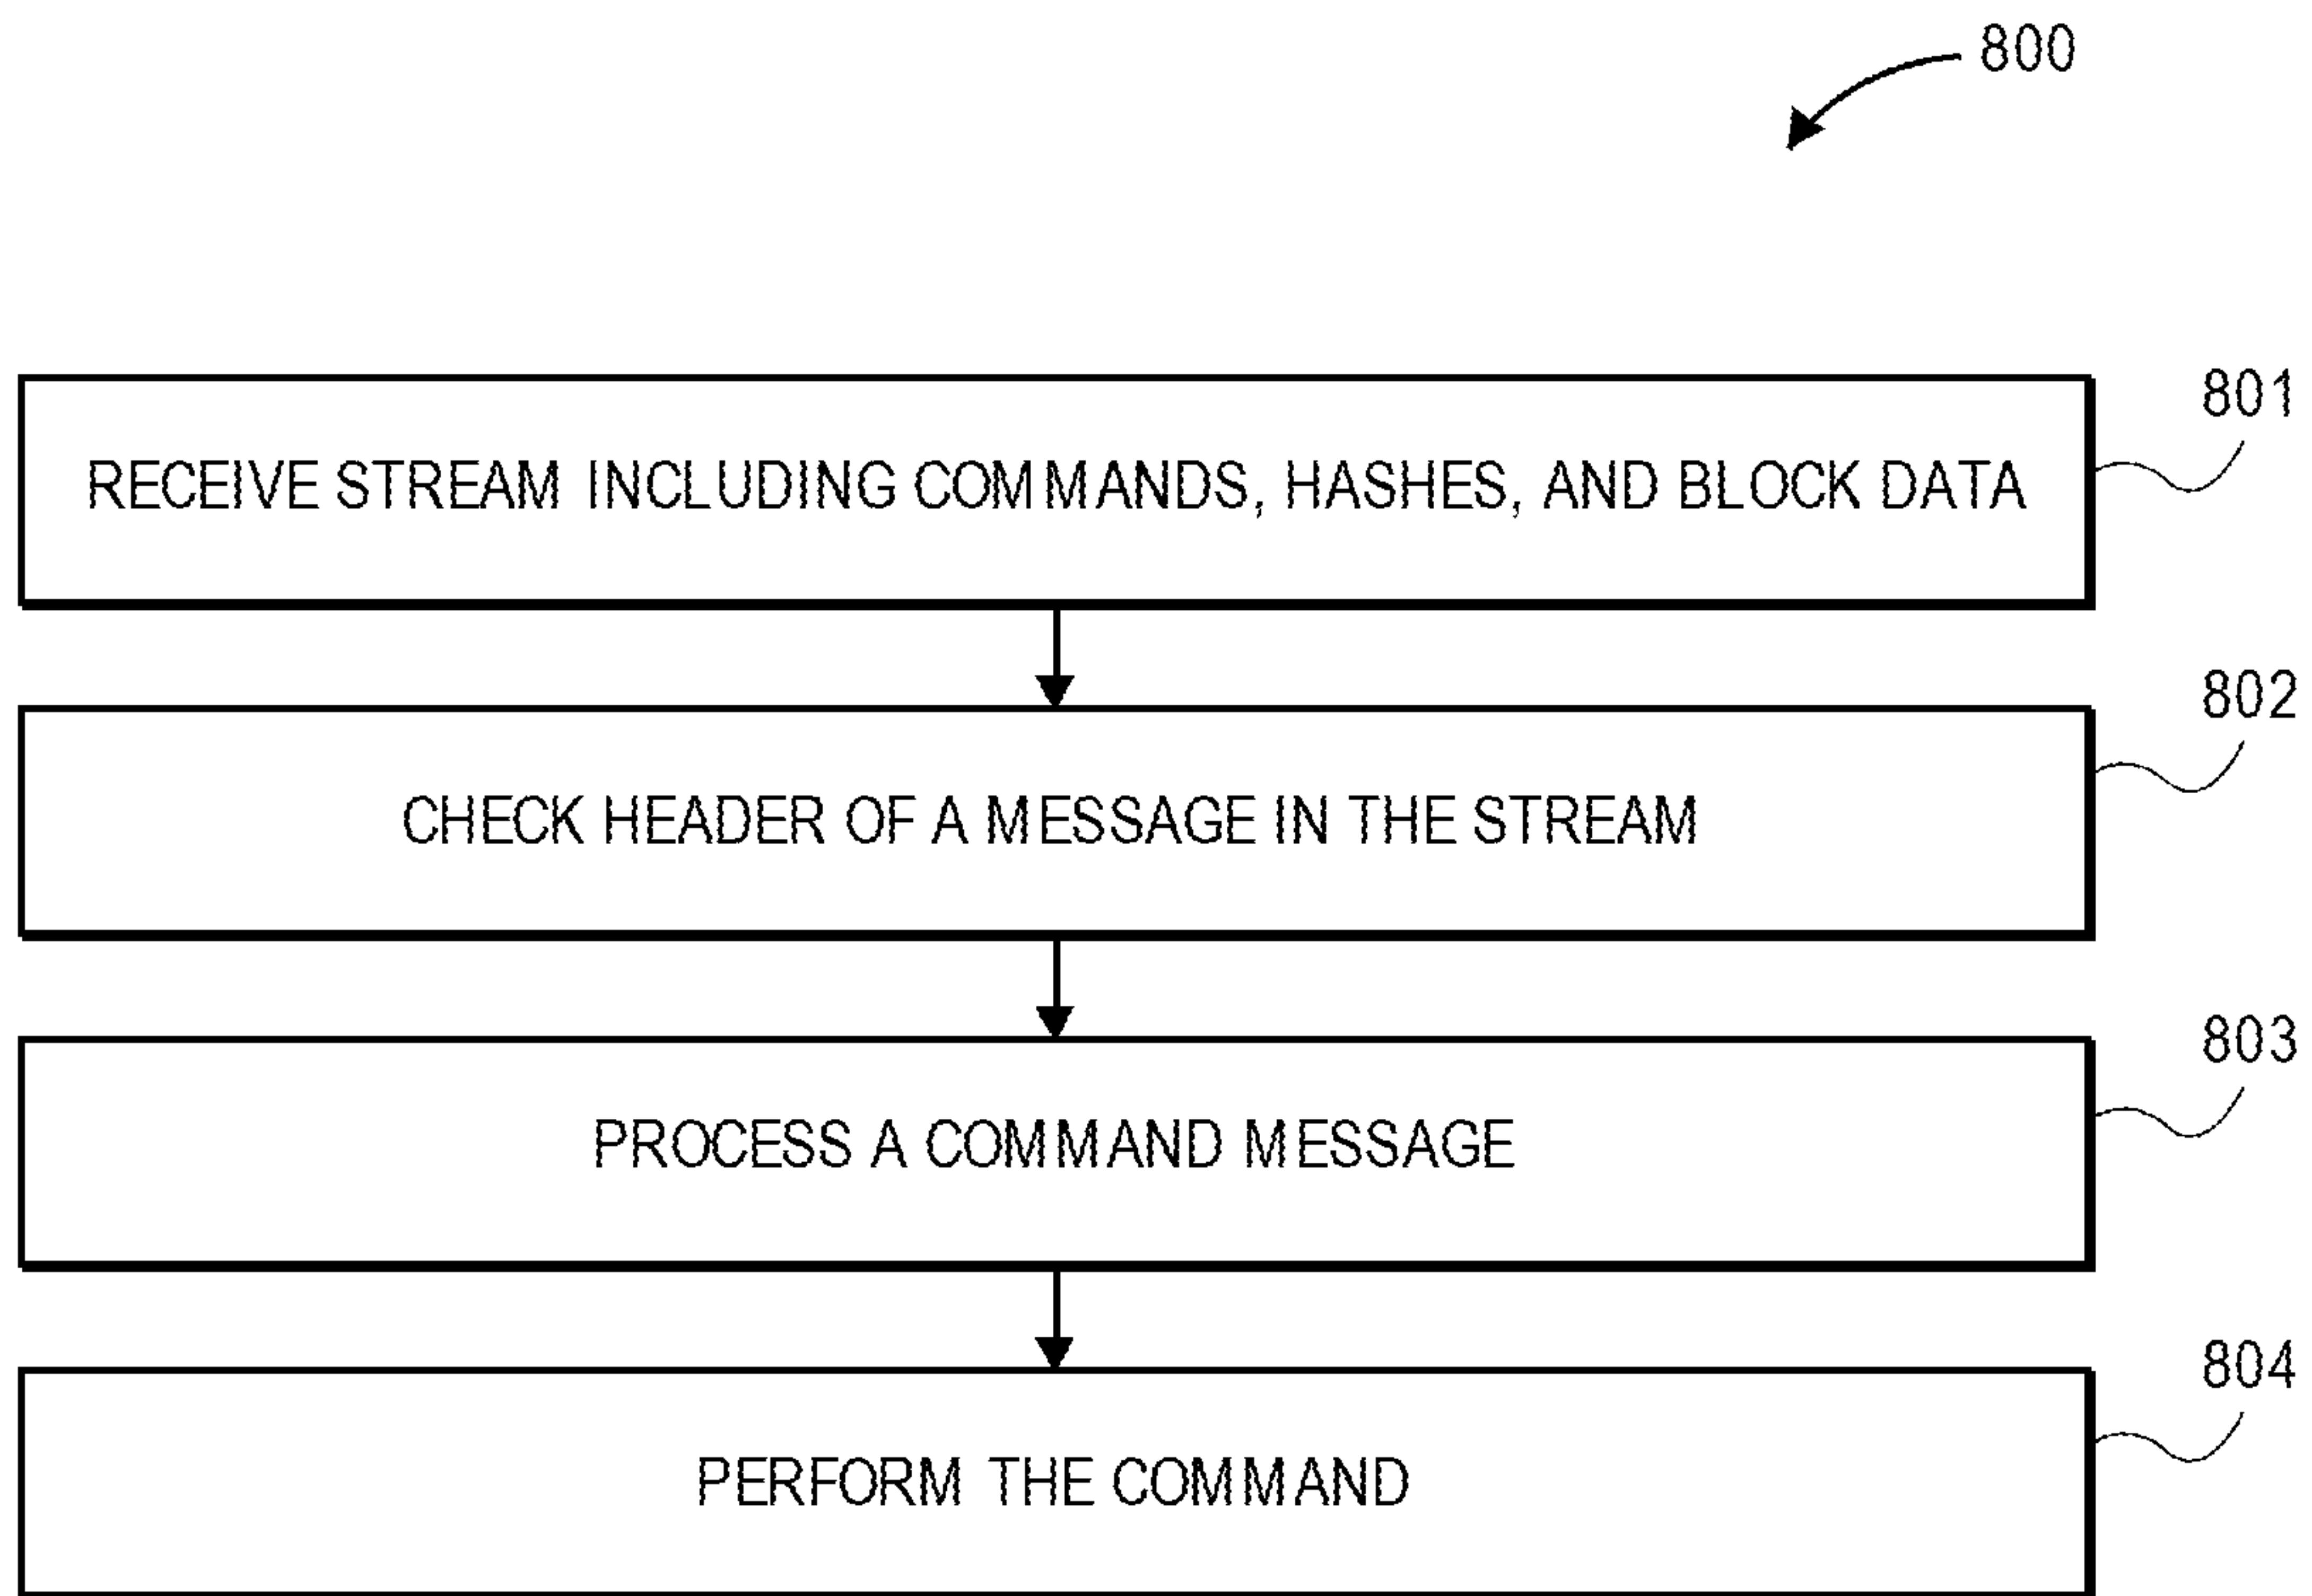 800
RECEIVE STREAM INCLUDING COMMANDS, HASHES, AND BLOCK DATA
801
CHECK HEADER OF A MESSAGE IN THE STREAM
802
PROCESS A COMMAND MESSAGE
803
PERFORM THE COMMAND
804